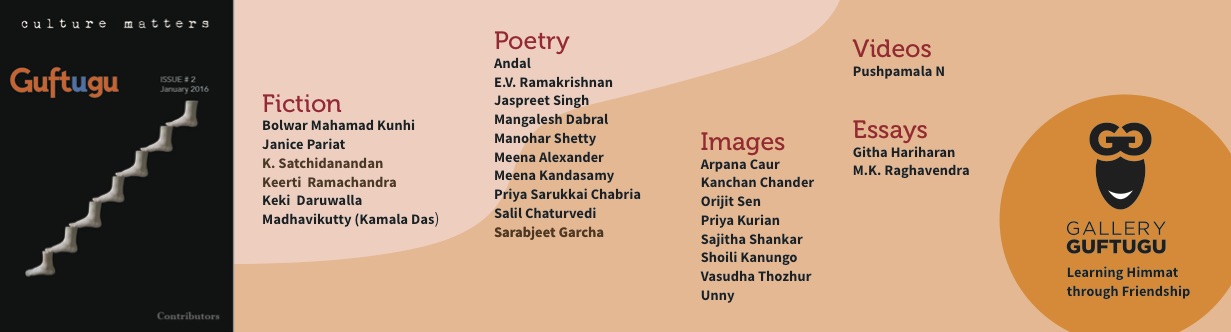 culture matters
Guftugu
ISSUE # 2
January 2016
Contributors
Fiction
Bolwar Mahamad Kunhi
Janice Pariat
K. Satchidanandan
Keerti Ramachandra
Keki Daruwalla
Madhavikutty (Kamala Das)
Poetry
Andal
E.V. Ramakrishnan
Jaspreet Singh
Mangalesh Dabral
Manohar Shetty
Meena Alexander
Meena Kandasamy
Priya Sarukkai Chabria
Salil Chaturvedi
Sarabjeet Garcha
Images
Arpana Caur
Kanchan Chander
Orijit Sen
Priya Kurian
Sajitha Shankar
Shoili Kanungo
Vasudha Thozhur
Unny
Videos
Pushpamala N
Essays
Githa Hariharan
M.K. Raghavendra
GALLERY
GUFTUGU
Learning Himmat
through Friendship